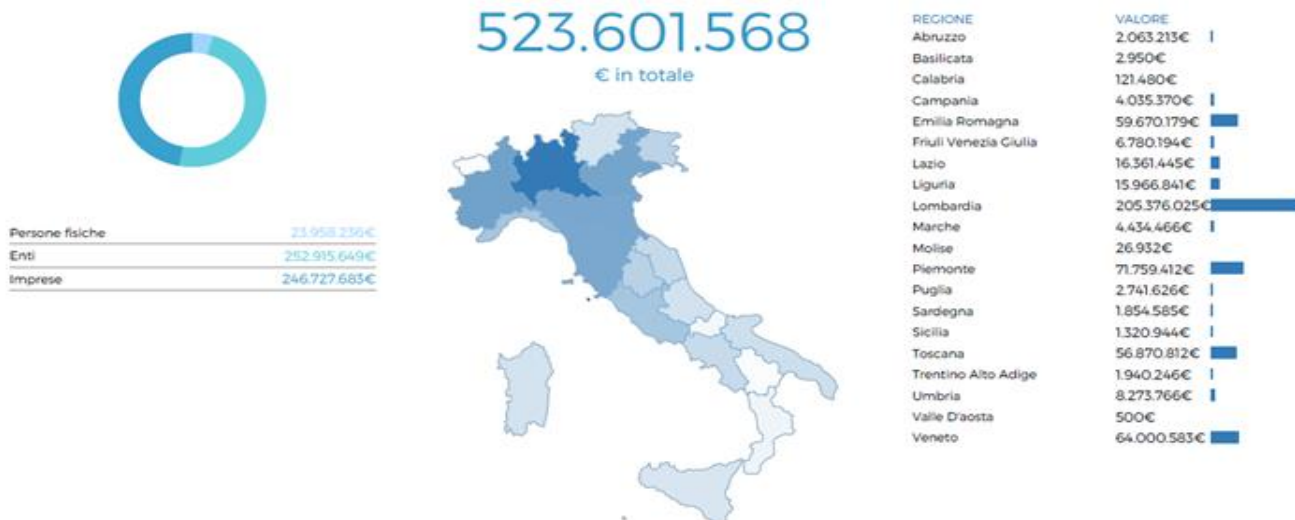 523.601.568
€ in totale
Persone fisiche 23.958.236€
Enti 252.915.649€
Imprese 246.727.683€
REGIONE VALORE
Abruzzo 2.063.213€
Basilicata 2.950€
Calabria 121.480€
Campania 4.035.370€
Emilia Romagna 59.670.179€
Friuli Venezia Giulia 6.780.194€
Lazio 16.361.445€
Liguria 15.966.841€
Lombardia 205.376.025€
Marche 4.434.466€
Molise 26.932€
Piemonte 71.759.412€
Puglia 2.741.626€
Sardegna 1.854.585€
Sicilia 1.320.944€
Toscana 56.870.812€
Trentino Alto Adige 1.940.246€
Umbria 8.273.766€
Valle D'aosta 500€
Veneto 64.000.583€